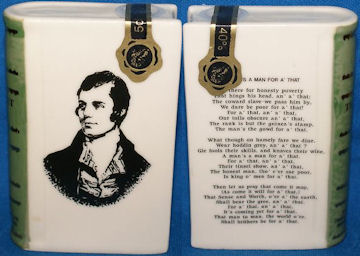 5c
40%
S A MAN FOR A' THAT
there for honesty poverty
hings his head, an' a' that;
The coward slave we pass him by,
We dare be poor for a' that!
For a' that, an' a' that,
Our toils obscure an' a' that,
The rank is but the guinea's stamp,
The man's the gowd for a' that.
What though on hamely fare we dine,
Wear hoddin grey, an' a' that?
Gie fools their skills, and knaves their wine,
A man's a man for a' that.
For a' that, an' a' that,
Their tinsel show, an' a' that,
The honest man, tho' e'er sae poor,
Is king o' men for a' that.
Then let us pray that come it may,
(As come it will for a' that,)
That Sense and Worth, o'er a' the earth,
Shall bear the gree, an' a' that.
For a' that, an' a' that,
It's coming yet for a' that,
That man to man, the world o'er,
Shall brithers be for a' that.